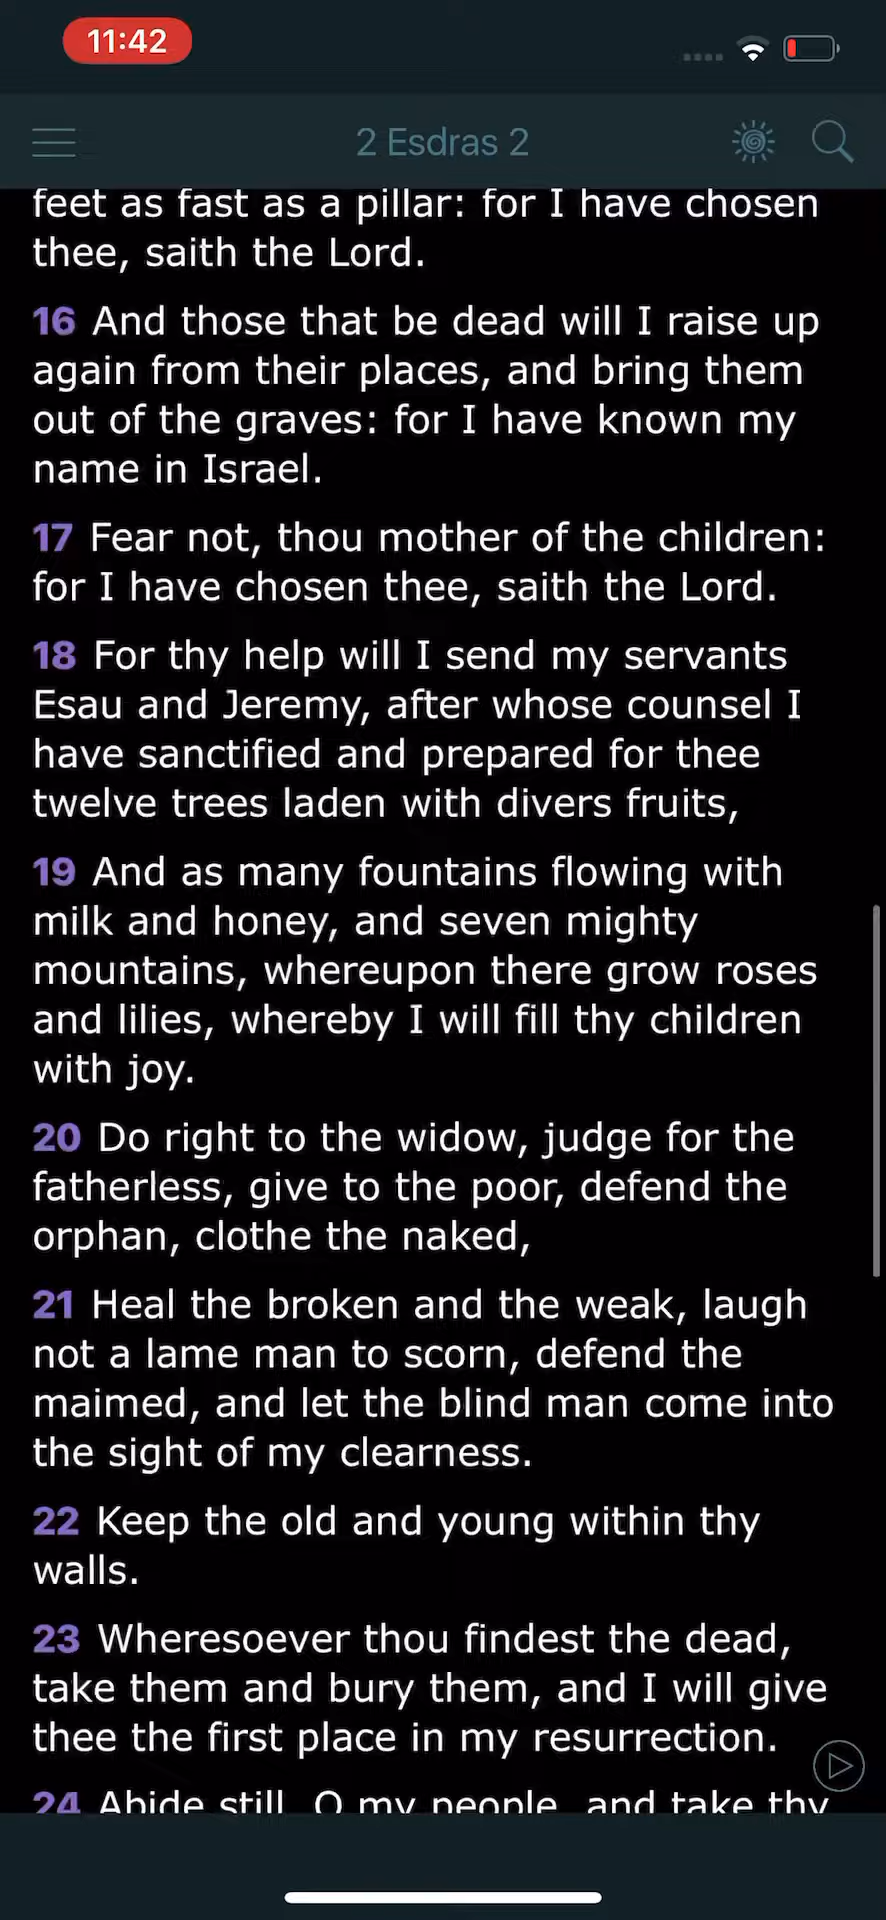 11:42
2 Esdras 2
feet as fast as a pillar: for I have chosen
thee, saith the Lord.
16 And those that be dead will I raise up
again from their places, and bring them
out of the graves: for I have known my
name in Israel.
17 Fear not, thou mother of the children:
for I have chosen thee, saith the Lord.
18 For thy help will I send my servants
Esau and Jeremy, after whose counsel I
have sanctified and prepared for thee
twelve trees laden with divers fruits,
19 And as many fountains flowing with
milk and honey, and seven mighty
mountains, whereupon there grow roses
and lilies, whereby I will fill thy children
with joy.
20 Do right to the widow, judge for the
fatherless, give to the poor, defend the
orphan, clothe the naked,
21 Heal the broken and the weak, laugh
not a lame man to scorn, defend the
maimed, and let the blind man come into
the sight of my clearness.
22 Keep the old and young within thy
walls.
23 Wheresoever thou findest the dead,
take them and bury them, and I will give
thee the first place in my resurrection.
24 Abide still, O my people, and take thy